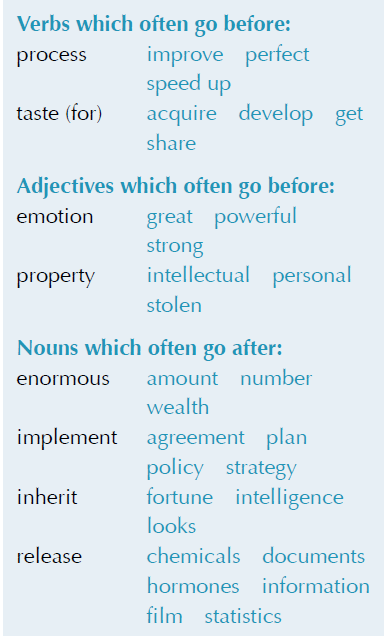 Verbs which often go before:
process improve perfect
speed up
taste (for) acquire develop get
share
Adjectives which often go before:
emotion great powerful
strong
property intellectual personal
stolen
Nouns which often go after:
enormous amount number
wealth
implement agreement plan
policy strategy
inherit fortune intelligence
looks
release chemicals documents
hormones information
film statistics